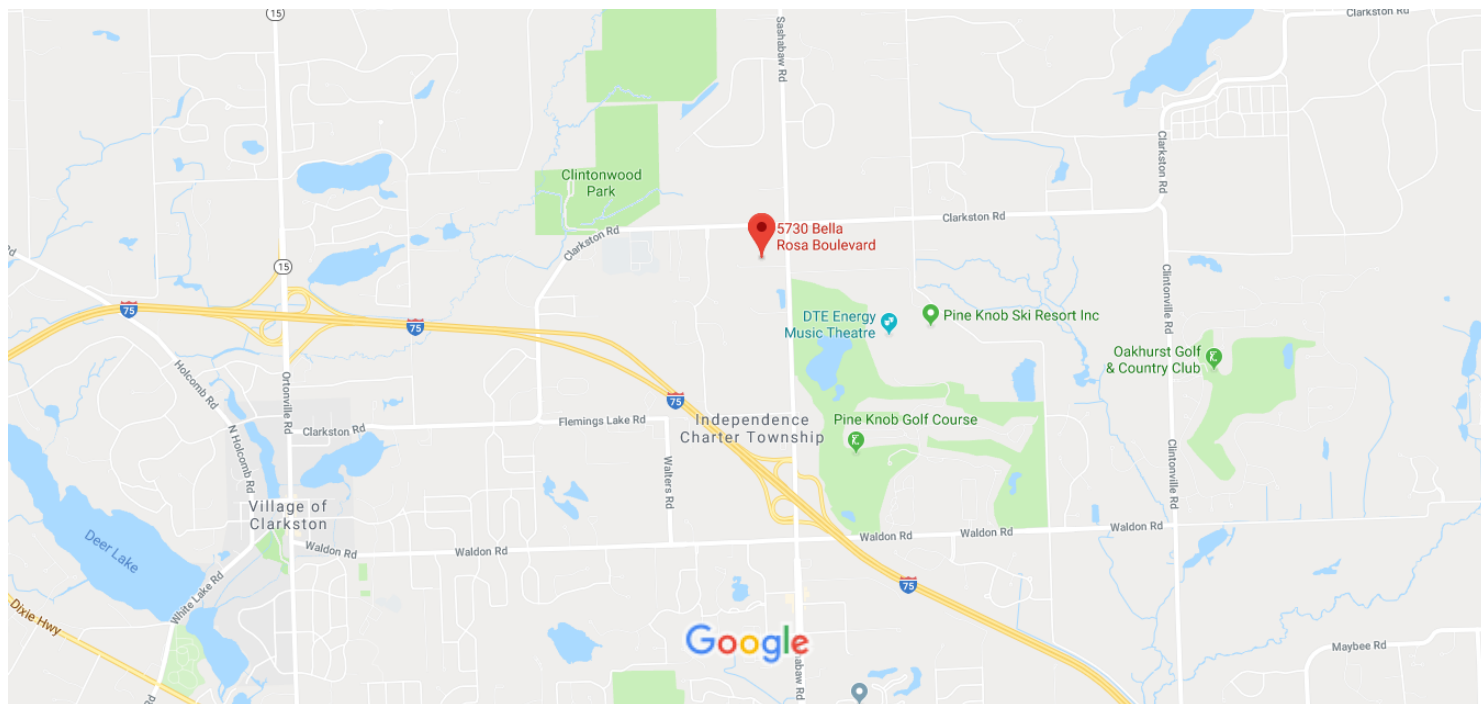 15
Sashabaw Rd
Clarkston Rd
Clintonwood
Park
Clarkston Rd
Clarkston Rd
Clarkston Rd
5730 Bella
Rosa Boulevard
15
75
75
DTE Energy
Music Theatre
Pine Knob Ski Resort Inc
Clintonville Rd
Oakhurst Golf
& Country Club
Holcomb Rd
Ortonville Rd
N Holcomb Rd
Clarkston Rd
Flemings Lake Rd
75
Independence
Charter Township
Pine Knob Golf Course
Walters Rd
Clintonville Rd
Village of
Clarkston
Deer Lake
Waldon Rd
Waldon Rd
Waldon Rd
Waldon Rd
Waldon Rd
White Lake Rd
Dixie Hwy
75
Google
Maybee Rd